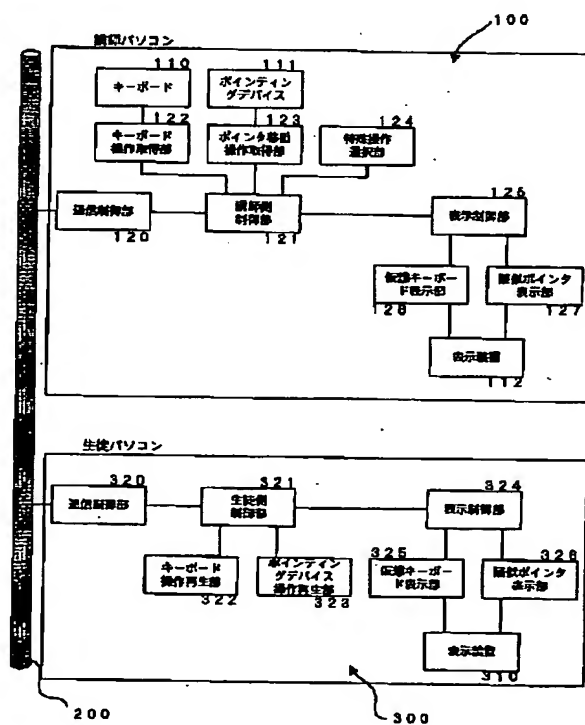 100
講師パソコン
110
キーボード
111
ポインティン
グデバイス
122
キーボード
操作取得部
123
ポインタ移動
操作取得部
124
特殊操作
選択部
通信制御部
120
講師側
制御部
121
126
表示制御部
仮想キーボ
ード表示部
128
疑似ポインタ
表示部
127
表示装置
112
生徒パソコン
320
通信制御部
321
生徒側
制御部
324
表示制御部
キーボード
操作再生部
322
ポインティン
グデバイス
操作再生部
323
325
仮想キーボ
ード表示部
326
疑似ポインタ
表示部
表示装置
310
200
300